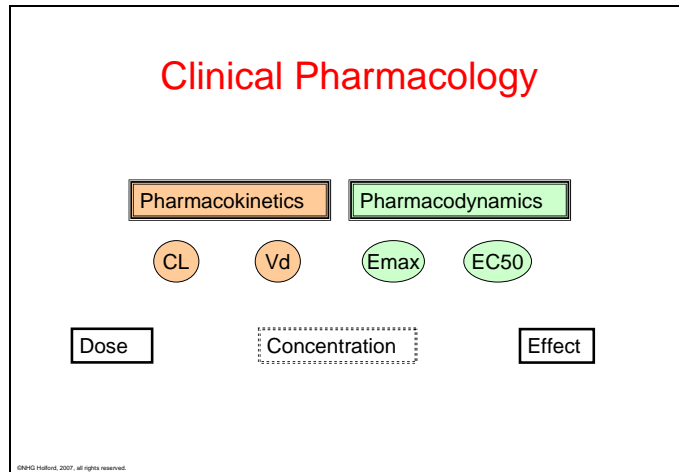 Clinical Pharmacology
Pharmacokinetics Pharmacodynamics
CL Vd Emax EC50
Dose Concentration Effect
©NHG Holford, 2007, all rights reserved.